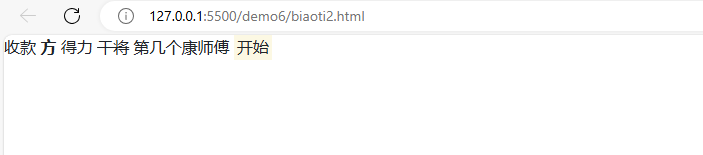 127.0.0.1:5500/demo6/biaoti2.html
收款 方 得力 干将 第几个康师傅 开始